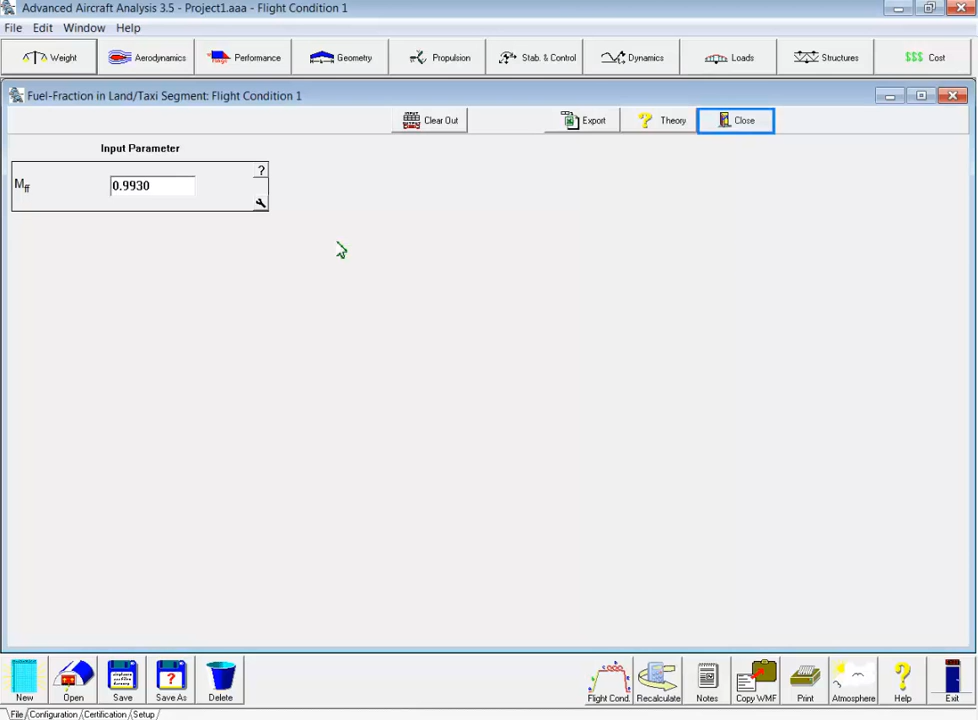 Advanced Aircraft Analysis 3.5 - Project1.aaa - Flight Condition 1
File Edit Window Help
Weight Aerodynamics Performance Geometry Propulsion Stab. & Control Dynamics Loads Structures $$$ Cost
Fuel-Fraction in Land/Taxi Segment: Flight Condition 1
Clear Out Export ? Theory Close
Input Parameter
Mff 0.9930 ?
New Open Save Save As Delete Flight Cond. Recalculate Notes Copy WMF Print Atmosphere Help Exit
File Configuration Certification Setup